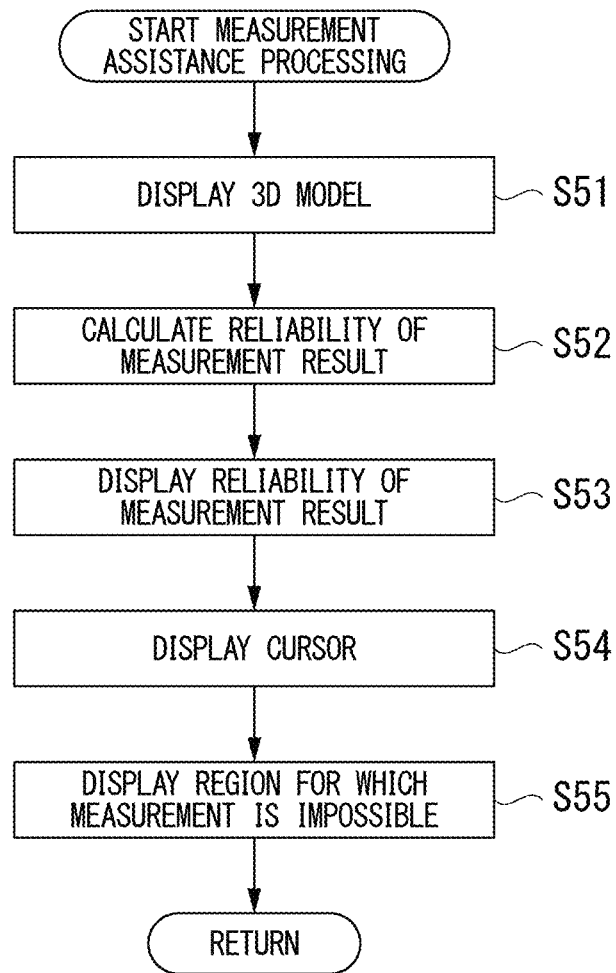 START MEASUREMENT
ASSISTANCE PROCESSING
DISPLAY 3D MODEL
S51
CALCULATE RELIABILITY OF
MEASUREMENT RESULT
S52
DISPLAY RELIABILITY OF
MEASUREMENT RESULT
S53
DISPLAY CURSOR
S54
DISPLAY REGION FOR WHICH
MEASUREMENT IS IMPOSSIBLE
S55
RETURN